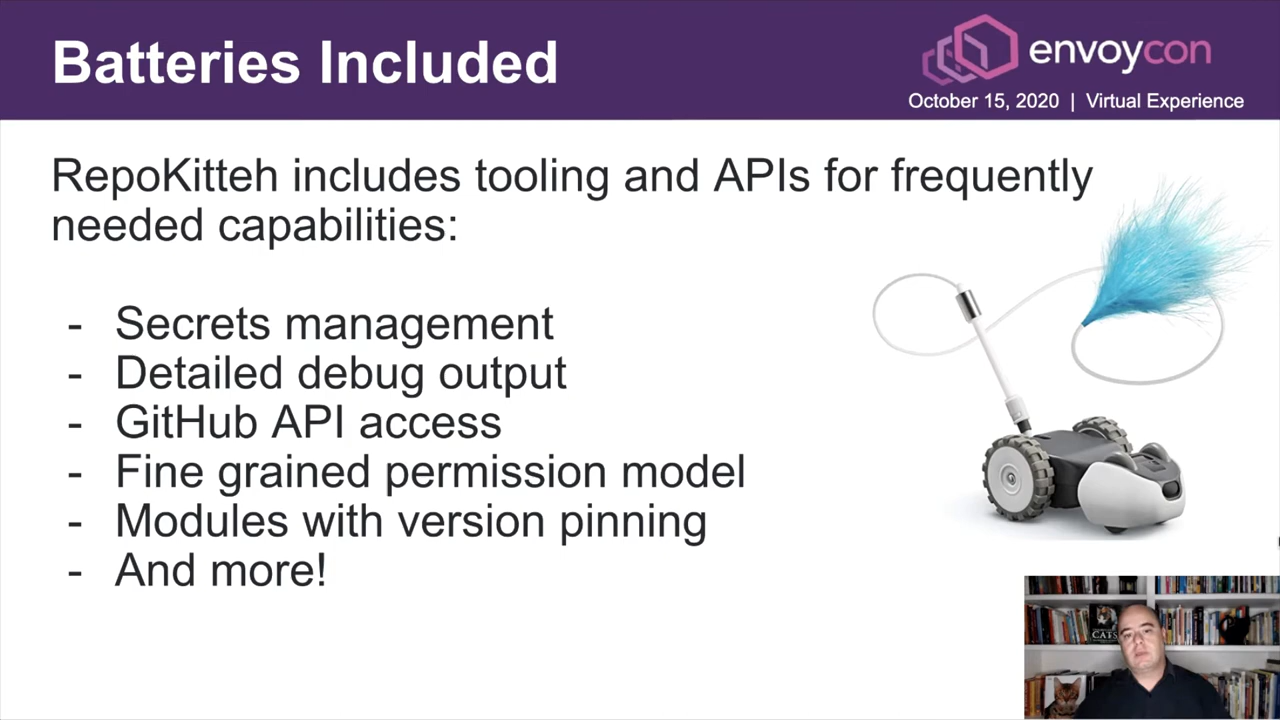 Batteries Included
envoycon
October 15, 2020 | Virtual Experience
RepoKitteh includes tooling and APIs for frequently
needed capabilities:
- Secrets management
- Detailed debug output
- GitHub API access
- Fine grained permission model
- Modules with version pinning
- And more!
CATS